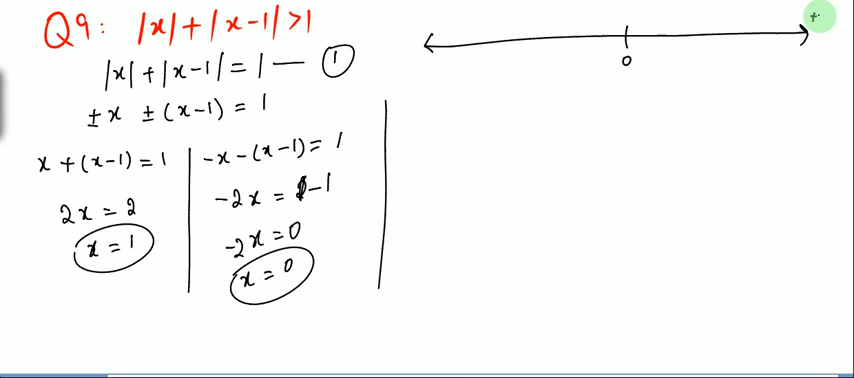 Q9: |x|+|x-1|>1
|x|+|x-1|=1 — ①
±x ±(x-1) = 1
x+(x-1)=1
2x=2
x=1
-x-(x-1)=1
-2x = 1-1
-2x=0
x=0
0
+